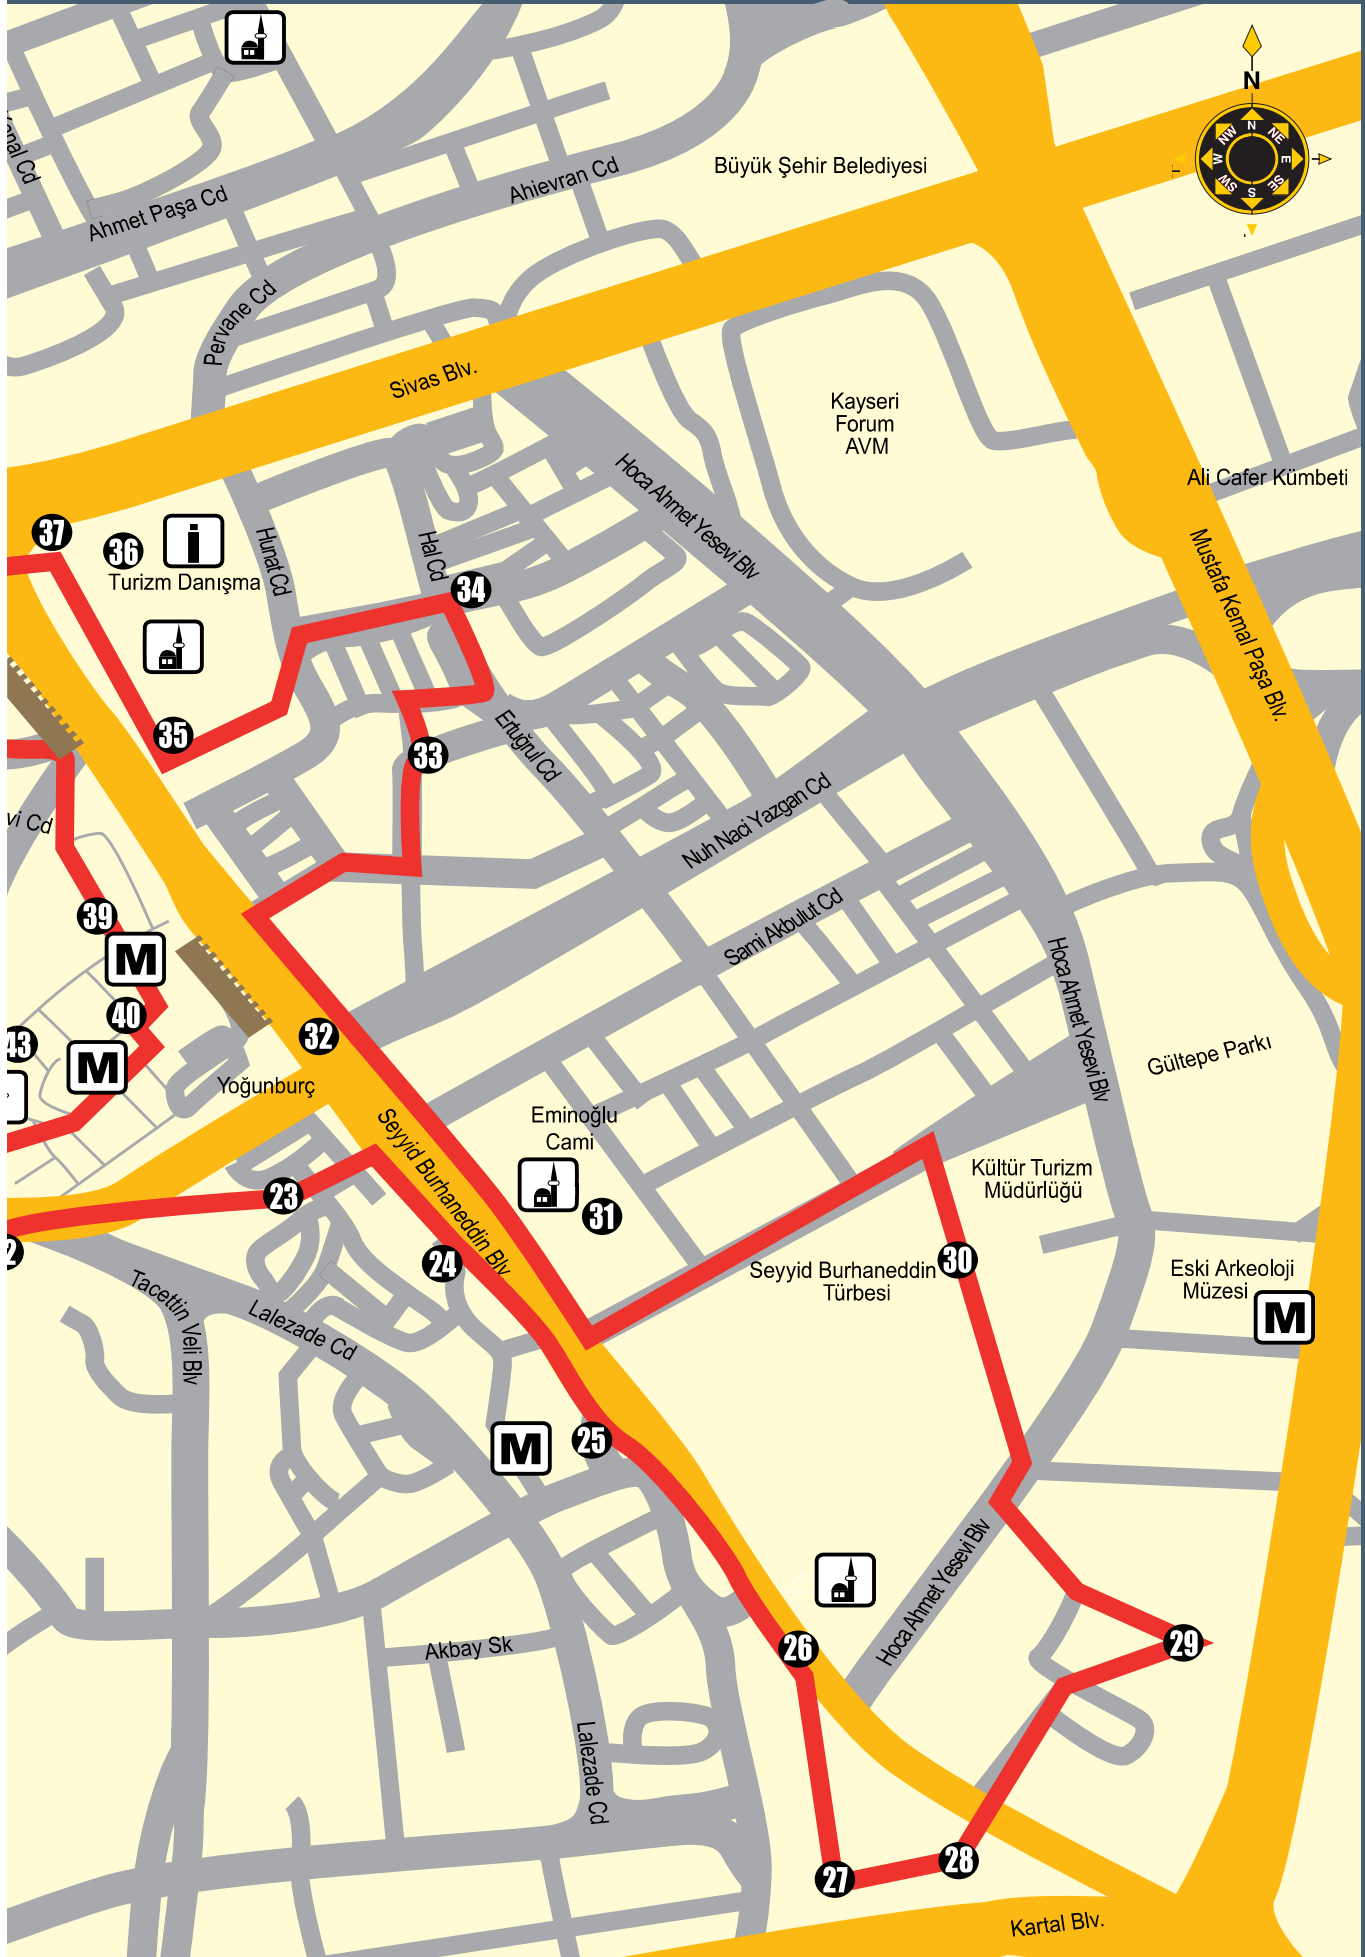 N
N
NE
E
SE
S
SW
W
NW
Ahmet Paşa Cd
Ahievran Cd
Büyük Şehir Belediyesi
Pervane Cd
Sivas Blv.
Kayseri
Forum
AVM
Hoca Ahmet Yesevi Blv
Ali Cafer Kümbeti
37
36
i
Turizm Danışma
Hunat Cd
Hal Cd
34
Mustafa Kemal Paşa Blv.
35
33
Ertuğrul Cd
vi Cd
Nuh Naci Yazgan Cd
39
M
Sami Akbulut Cd
40
43
M
32
Hoca Ahmet Yesevi Blv
Gültepe Parkı
Yoğunburç
Seyyid Burhaneddin Blv
Eminoğlu
Cami
31
23
Kültür Turizm
Müdürlüğü
2
24
30
Seyyid Burhaneddin
Türbesi
Eski Arkeoloji
Müzesi
M
Tacettin Veli Blv
Lalezade Cd
M
25
Hoca Ahmet Yesevi Blv
Akbay Sk
26
29
Lalezade Cd
27
28
Kartal Blv.